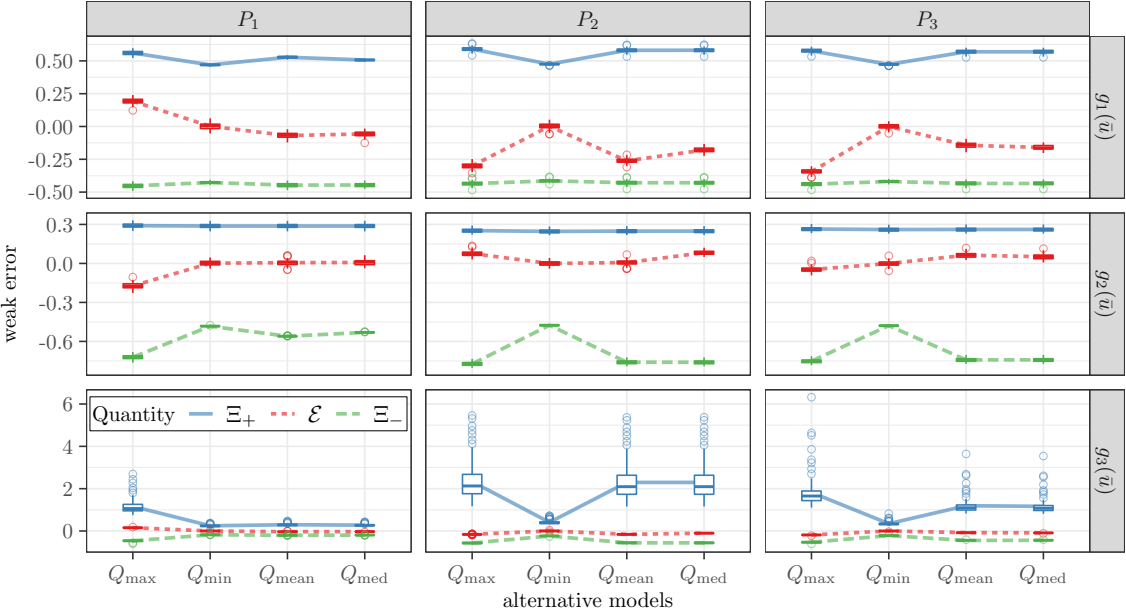 P₁ P₂ P₃
0.50
0.25
0.00
-0.25
-0.50
g₁(ū)
0.3
0.0
-0.3
-0.6
g₂(ū)
6
4
2
0
g₃(ū)
weak error
Quantity Ξ₊ ℰ Ξ₋
Qmax Qmin Qmean Qmed Qmax Qmin Qmean Qmed Qmax Qmin Qmean Qmed
alternative models